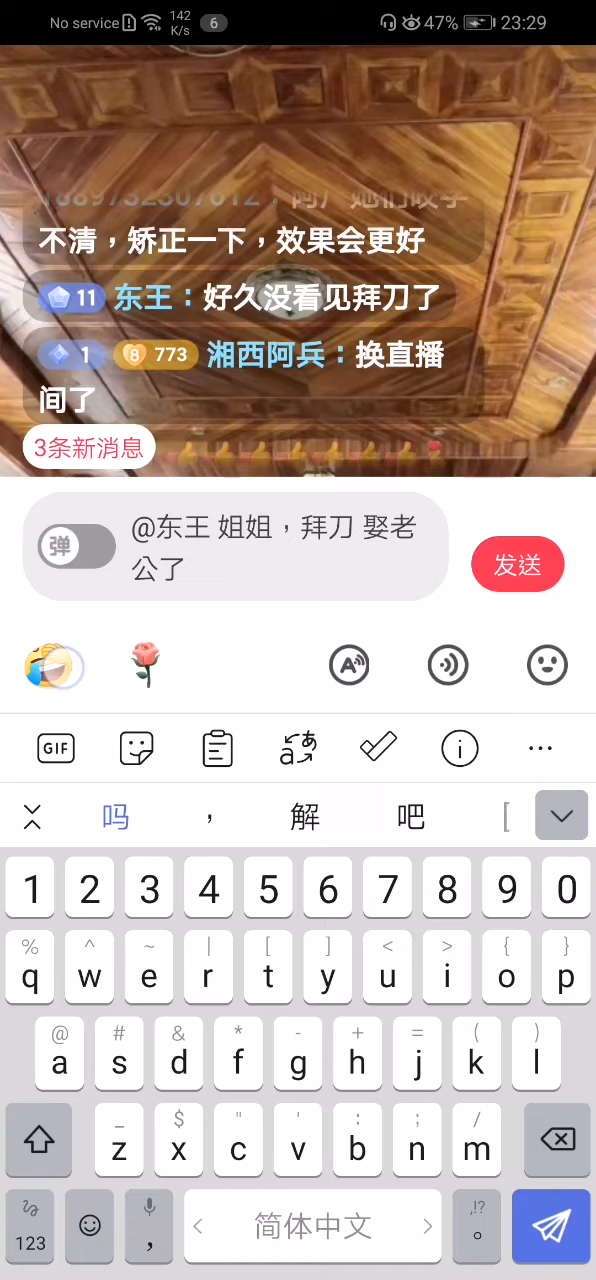 No service 142 K/s 6 47% 23:29
不清，矫正一下，效果会更好
11 东王：好久没看见拜刀了
1 8 773 湘西阿兵：换直播
间了
3条新消息
弹 @东王 姐姐，拜刀 娶老
公了
发送
GIF
吗 ， 解 吧 [
1 2 3 4 5 6 7 8 9 0
% ^ ~ | [ ] < > { }
q w e r t y u i o p
@ # & * - + = ( )
a s d f g h j k l
_ $ " ' : ; /
z x c v b n m
123 , 简体中文 ,!? 。